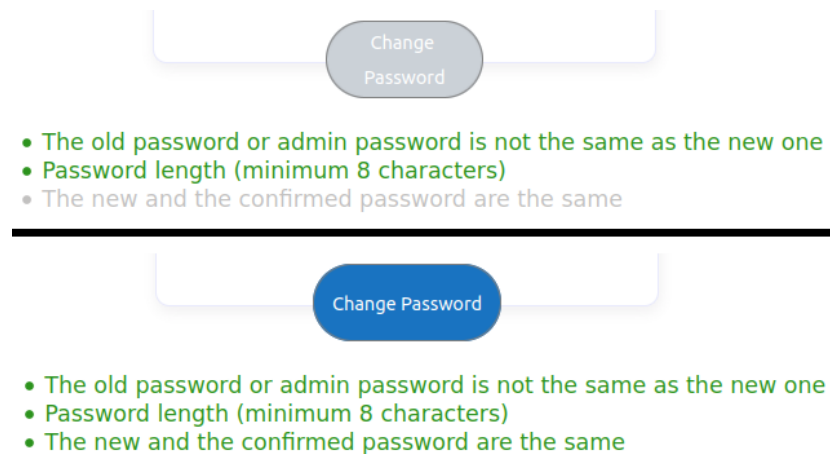 Change
Password
The old password or admin password is not the same as the new one
Password length (minimum 8 characters)
The new and the confirmed password are the same
Change Password
The old password or admin password is not the same as the new one
Password length (minimum 8 characters)
The new and the confirmed password are the same